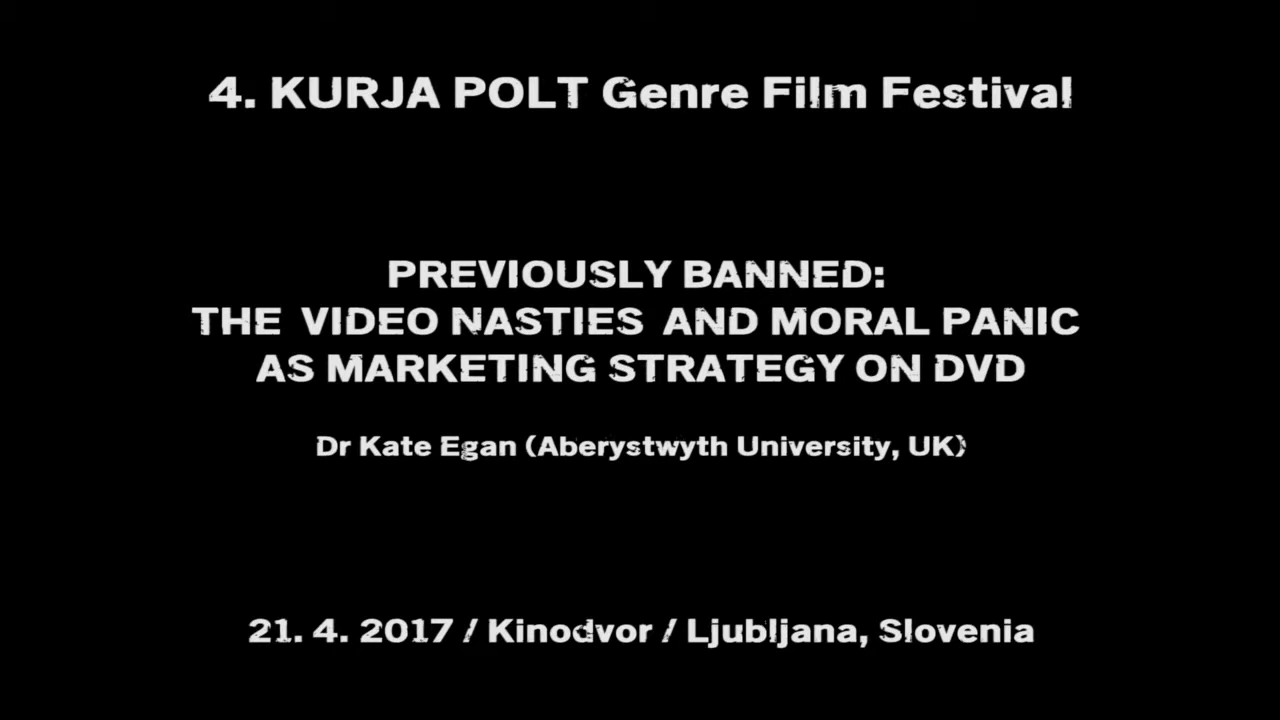 4. KURJA POLT Genre Film Festival
PREVIOUSLY BANNED:
THE VIDEO NASTIES AND MORAL PANIC
AS MARKETING STRATEGY ON DVD
Dr Kate Egan (Aberystwyth University, UK)
21. 4. 2017 / Kinodvor / Ljubljana, Slovenia